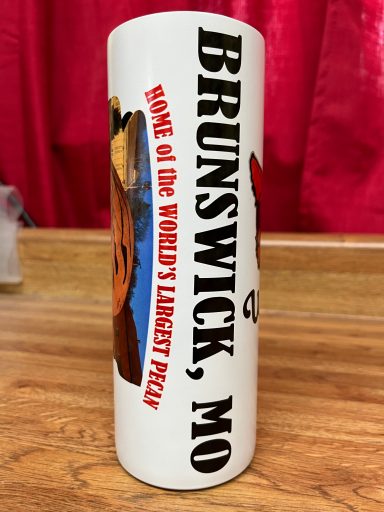 BRUNSWICK, MO
HOME of the WORLD'S LARGEST PECAN